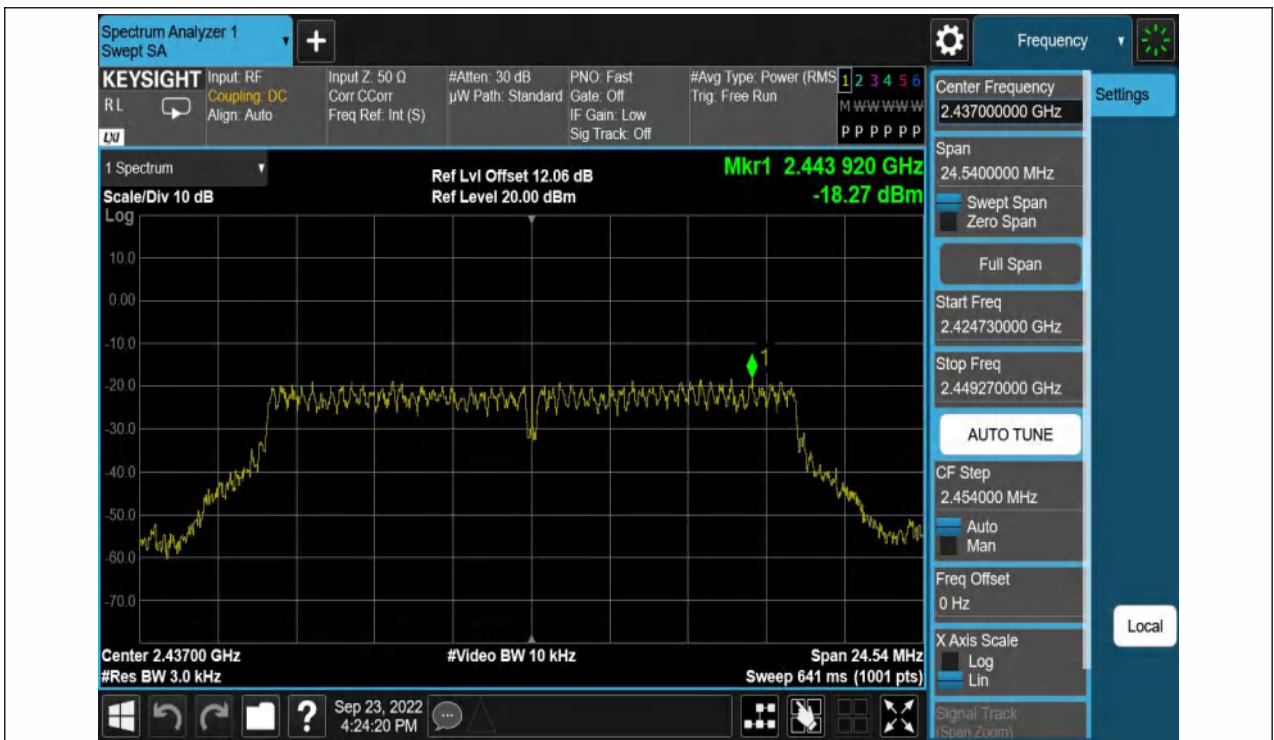 Spectrum Analyzer 1
Swept SA
+
Frequency
KEYSIGHT
RL
LXI
Input: RF
Coupling: DC
Align: Auto
Input Z: 50 Ω
Corr CCorr
Freq Ref: Int (S)
#Atten: 30 dB
µW Path: Standard
PNO: Fast
Gate: Off
IF Gain: Low
Sig Track: Off
#Avg Type: Power (RMS
Trig: Free Run
1 2 3 4 5 6
M W W W W W
P P P P P P
1 Spectrum
Scale/Div 10 dB
Ref Lvl Offset 12.06 dB
Ref Level 20.00 dBm
Mkr1 2.443 920 GHz
-18.27 dBm
Log
10.0
0.00
-10.0
-20.0
-30.0
-40.0
-50.0
-60.0
-70.0
1
Center 2.43700 GHz
#Res BW 3.0 kHz
#Video BW 10 kHz
Span 24.54 MHz
Sweep 641 ms (1001 pts)
Center Frequency
2.437000000 GHz
Span
24.5400000 MHz
Swept Span
Zero Span
Full Span
Start Freq
2.424730000 GHz
Stop Freq
2.449270000 GHz
AUTO TUNE
CF Step
2.454000 MHz
Auto
Man
Freq Offset
0 Hz
X Axis Scale
Log
Lin
Signal Track
(Span Zoom)
Settings
Local
?
Sep 23, 2022
4:24:20 PM